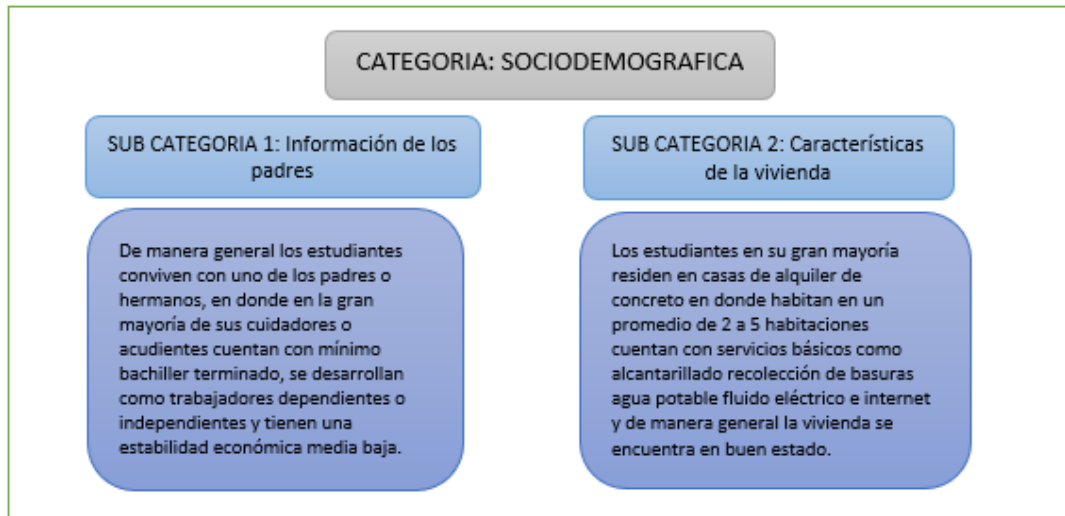 CATEGORIA: SOCIODEMOGRAFICA
SUB CATEGORIA 1: Información de los
padres
De manera general los estudiantes
conviven con uno de los padres o
hermanos, en donde en la gran
mayoría de sus cuidadores o
acudientes cuentan con mínimo
bachiller terminado, se desarrollan
como trabajadores dependientes o
independientes y tienen una
estabilidad económica media baja.
SUB CATEGORIA 2: Características
de la vivienda
Los estudiantes en su gran mayoría
residen en casas de alquiler de
concreto en donde habitan en un
promedio de 2 a 5 habitaciones
cuentan con servicios básicos como
alcantarillado recolección de basuras
agua potable fluido eléctrico e internet
y de manera general la vivienda se
encuentra en buen estado.